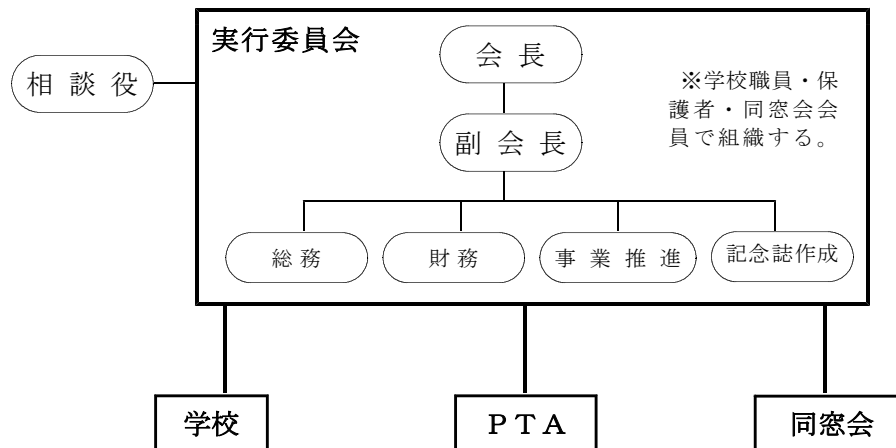 実行委員会
会長
相談役
※学校職員・保
護者・同窓会会
員で組織する。
副会長
総務
財務
事業推進
記念誌作成
学校
ＰＴＡ
同窓会